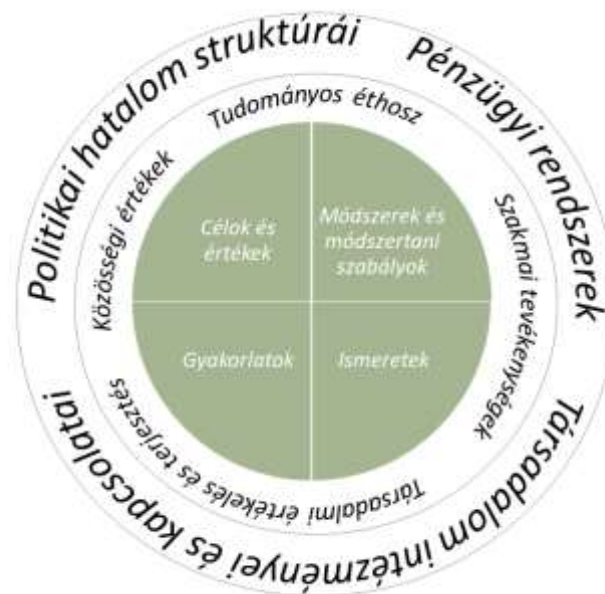 Politikai hatalom struktúrái
Pénzügyi rendszerek
Társadalom intézményei és kapcsolatai
Tudományos éthosz
Szakmai tevékenységek
Társadalmi értékelés és terjesztés
Közösségi értékek
Célok és
értékek
Módszerek és
módszertani
szabályok
Gyakorlatok
Ismeretek